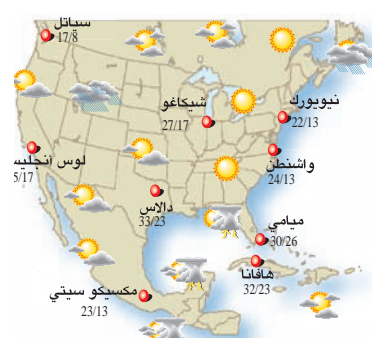 سياتل
17/8
شيكاغو
27/17
نيويورك
22/13
واشنطن
24/13
لوس أنجليس
5/17
دالاس
33/23
ميامي
30/26
هافانا
32/23
مكسيكو سيتي
23/13